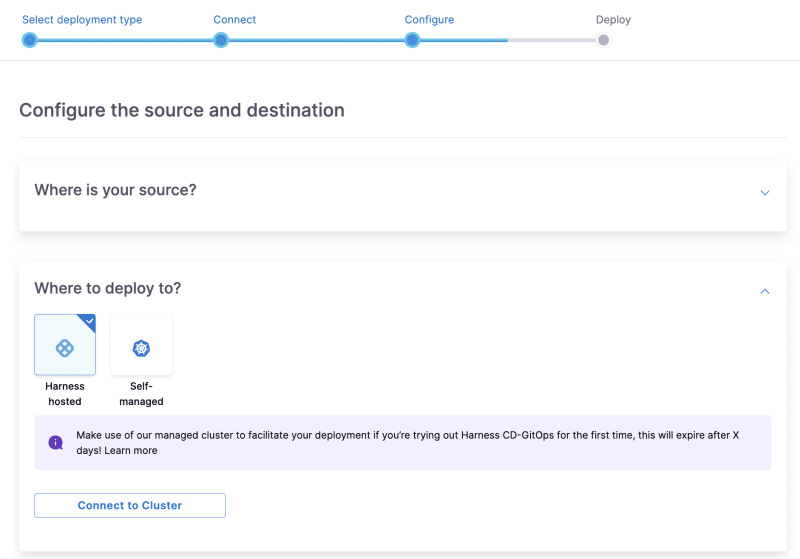 Select deployment type
Connect
Configure
Deploy
Configure the source and destination
Where is your source?
Where to deploy to?
Harness
hosted
Self-
managed
Make use of our managed cluster to facilitate your deployment if you're trying out Harness CD-GitOps for the first time, this will expire after X
days! Learn more
Connect to Cluster